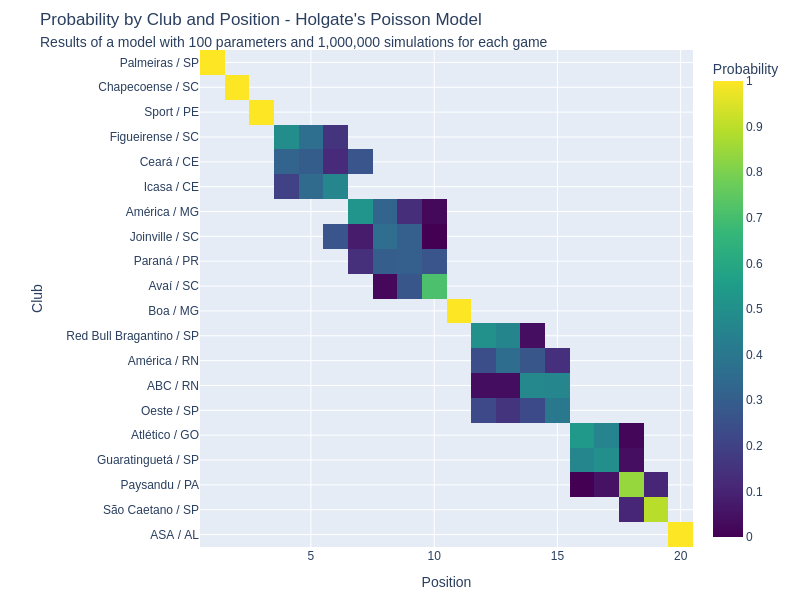 Probability by Club and Position - Holgate's Poisson Model
Results of a model with 100 parameters and 1,000,000 simulations for each game
Probability
Palmeiras / SP
Chapecoense / SC
Sport / PE
Figueirense / SC
Ceará / CE
Icasa / CE
América / MG
Joinville / SC
Paraná / PR
Avaí / SC
Boa / MG
Red Bull Bragantino / SP
América / RN
ABC / RN
Oeste / SP
Atlético / GO
Guaratinguetá / SP
Paysandu / PA
São Caetano / SP
ASA / AL
Club
5
10
15
20
Position
1
0.9
0.8
0.7
0.6
0.5
0.4
0.3
0.2
0.1
0